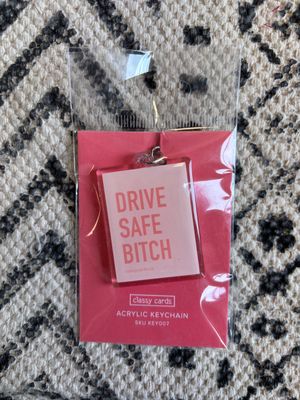 DRIVE
SAFE
BITCH
classy cards
ACRYLIC KEYCHAIN
SKU KEY007